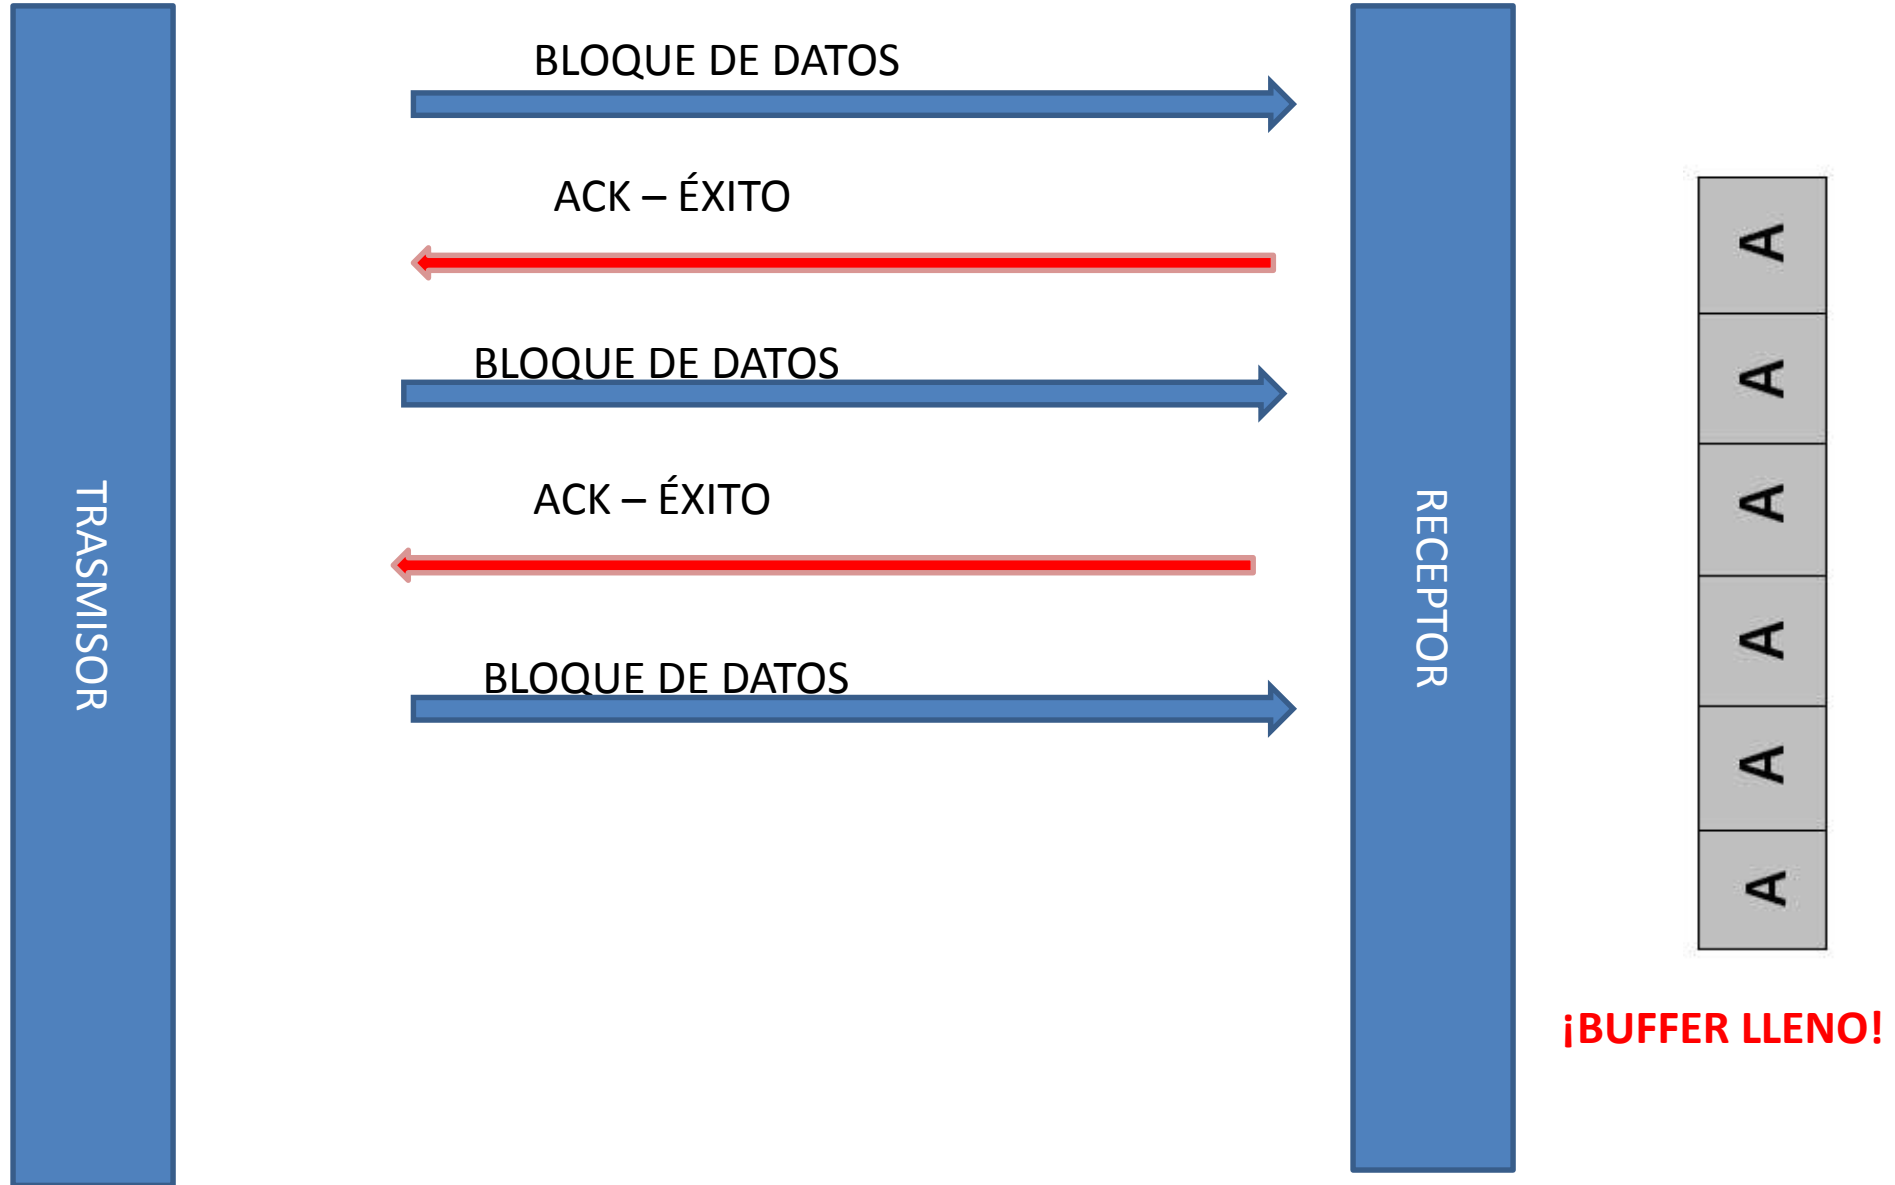 BLOQUE DE DATOS
ACK – ÉXITO
BLOQUE DE DATOS
ACK – ÉXITO
BLOQUE DE DATOS
TRASMISOR
RECEPTOR
A
A
A
A
A
A
¡BUFFER LLENO!